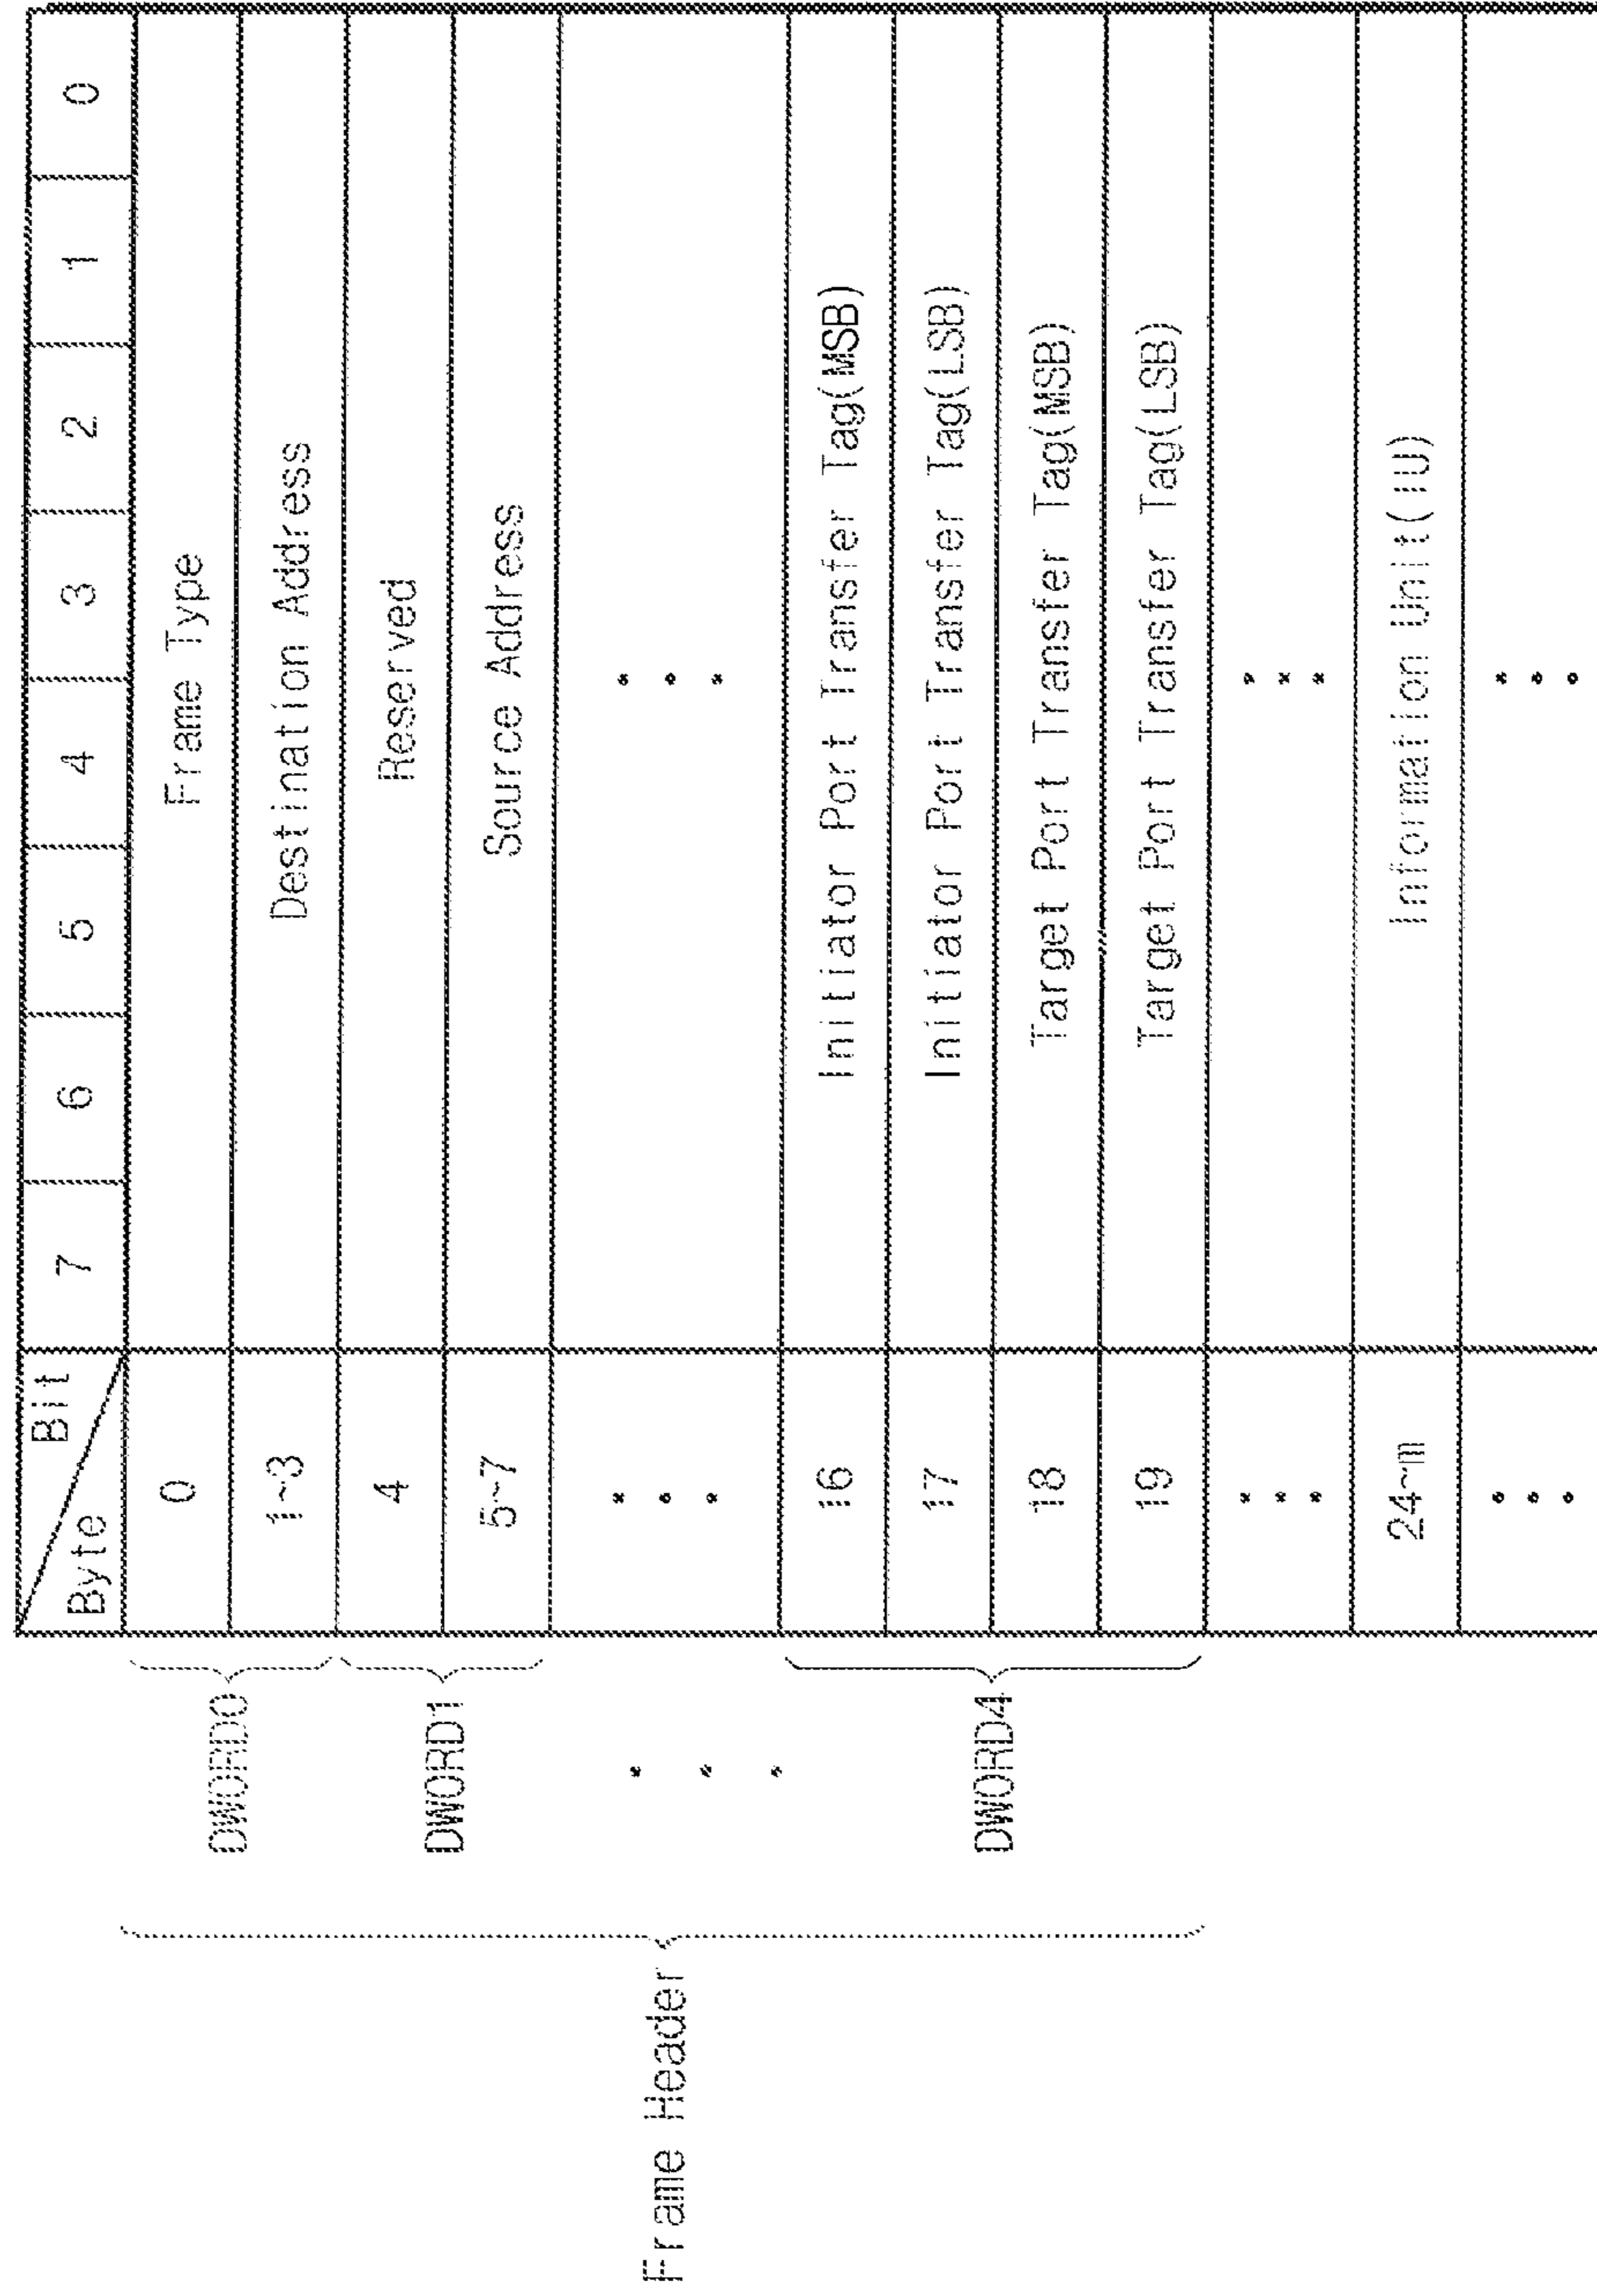 Frame Header
DWORD0
DWORD1
DWORD4
Byte Bit 7 6 5 4 3 2 1 0
0 Frame Type
1~3 Destination Address
4 Reserved
5~7 Source Address
16 Initiator Port Transfer Tag(MSB)
17 Initiator Port Transfer Tag(LSB)
18 Target Port Transfer Tag(MSB)
19 Target Port Transfer Tag(LSB)
24~m Information Unit(IU)